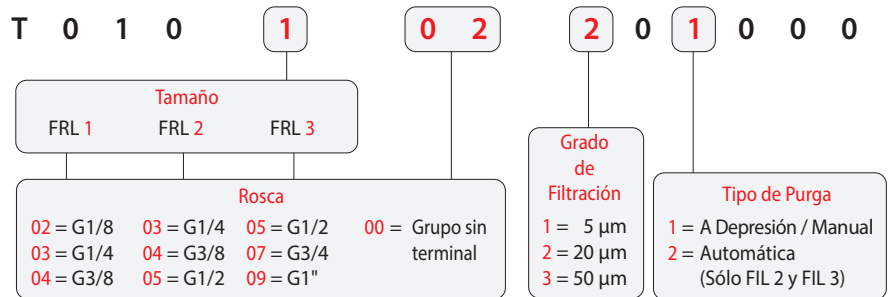 T 0 1 0 1 0 2 2 0 1 0 0 0
Tamaño
FRL 1 FRL 2 FRL 3
Rosca
02 = G1/8 03 = G1/4 05 = G1/2 00 = Grupo sin
03 = G1/4 04 = G3/8 07 = G3/4 terminal
04 = G3/8 05 = G1/2 09 = G1"
Grado
de
Filtración
1 = 5 µm
2 = 20 µm
3 = 50 µm
Tipo de Purga
1 = A Depresión / Manual
2 = Automática
(Sólo FIL 2 y FIL 3)